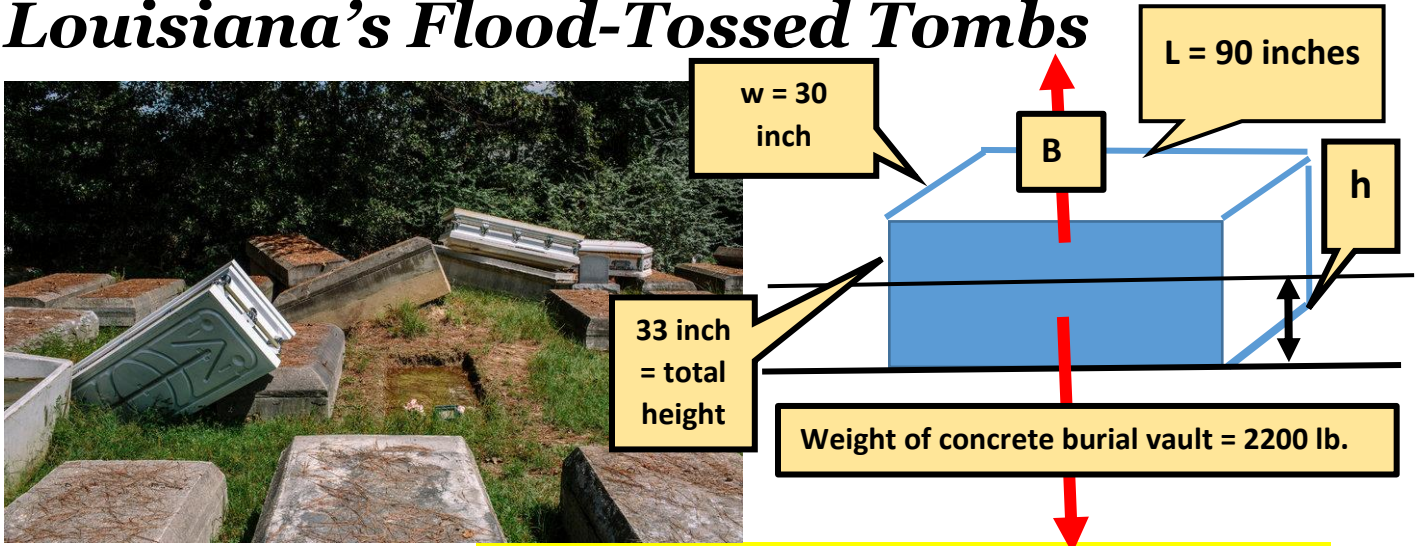 Louisiana’s Flood-Tossed Tombs
L = 90 inches
w = 30
inch
B
h
33 inch
= total
height
Weight of concrete burial vault = 2200 lb.